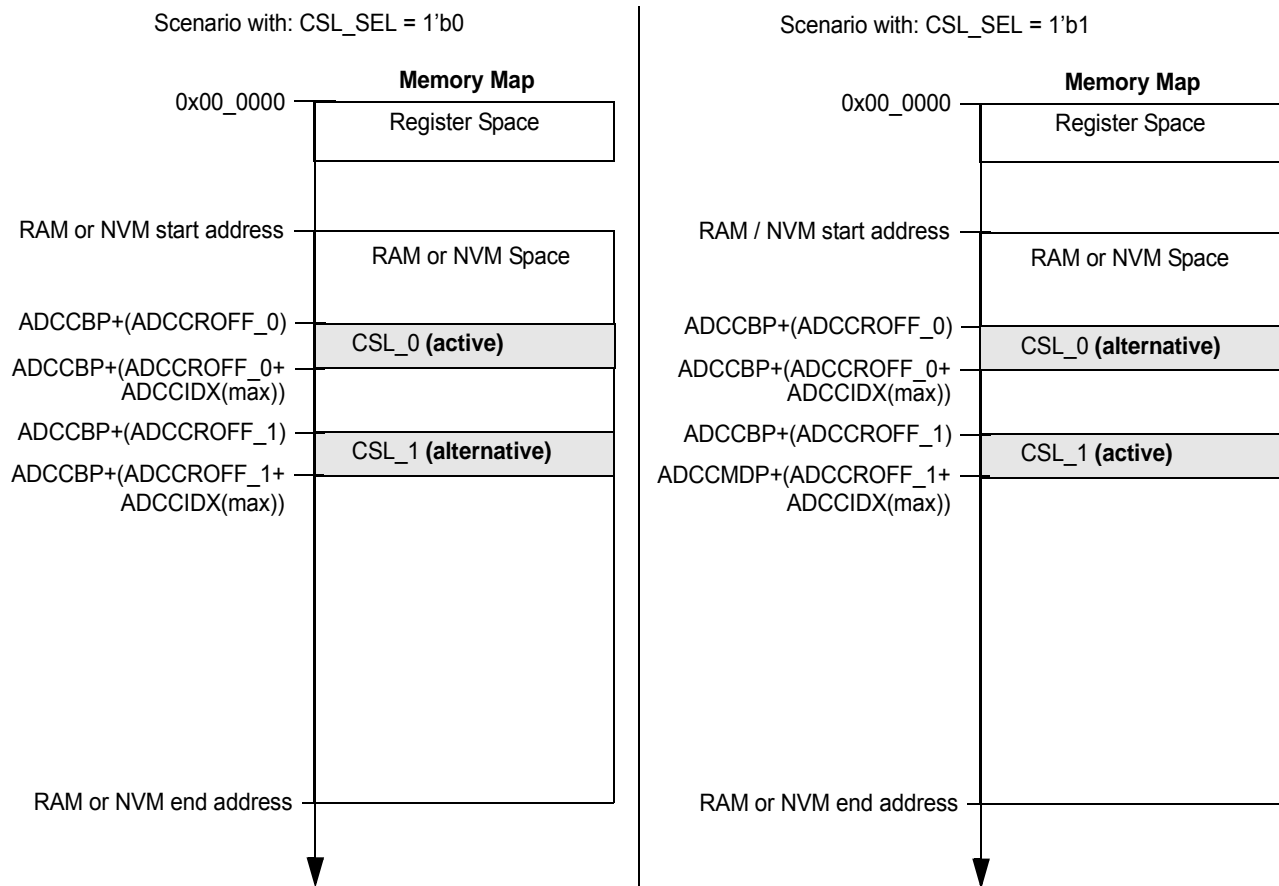 Scenario with: CSL_SEL = 1’b0
Memory Map
0x00_0000
Register Space
RAM or NVM start address
RAM or NVM Space
ADCCBP+(ADCCROFF_0)
CSL_0 (active)
ADCCBP+(ADCCROFF_0+
ADCCIDX(max))
ADCCBP+(ADCCROFF_1)
CSL_1 (alternative)
ADCCBP+(ADCCROFF_1+
ADCCIDX(max))
RAM or NVM end address
Scenario with: CSL_SEL = 1’b1
Memory Map
0x00_0000
Register Space
RAM / NVM start address
RAM or NVM Space
ADCCBP+(ADCCROFF_0)
CSL_0 (alternative)
ADCCBP+(ADCCROFF_0+
ADCCIDX(max))
ADCCBP+(ADCCROFF_1)
CSL_1 (active)
ADCCMDP+(ADCCROFF_1+
ADCCIDX(max))
RAM or NVM end address